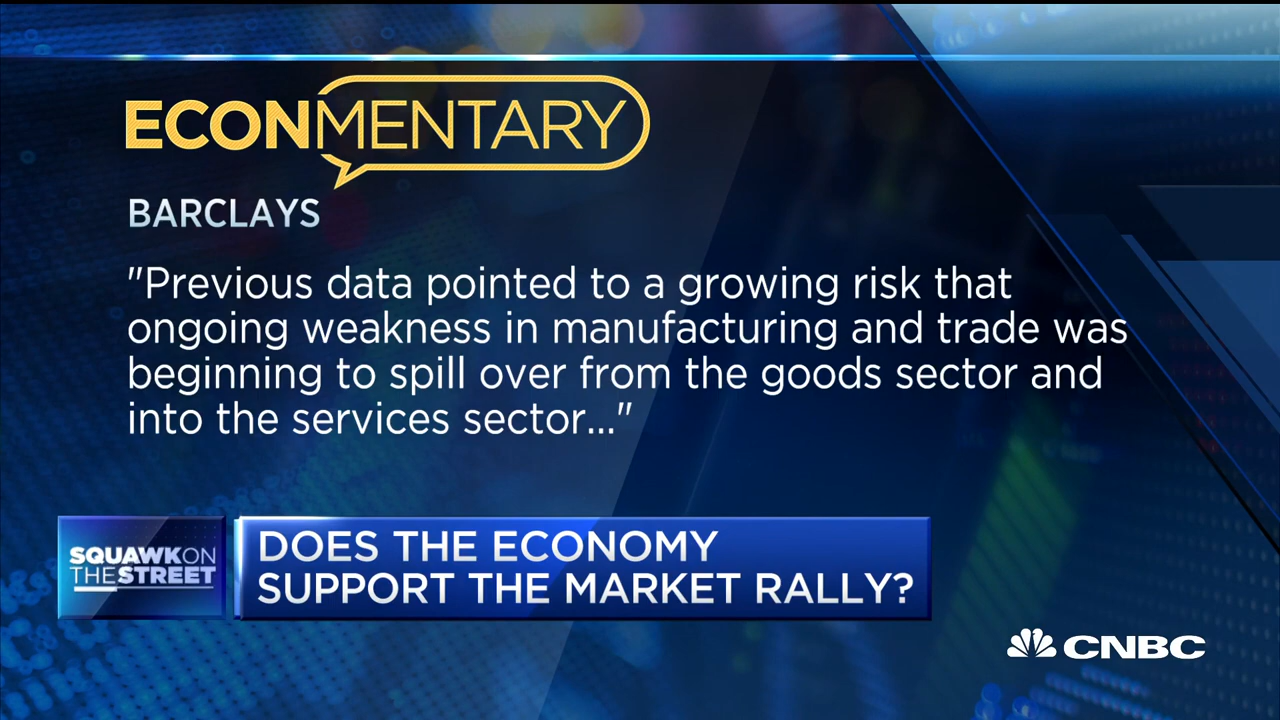 ECONMENTARY
BARCLAYS
"Previous data pointed to a growing risk that
ongoing weakness in manufacturing and trade was
beginning to spill over from the goods sector and
into the services sector..."
SQUAWK ON
THE STREET
DOES THE ECONOMY
SUPPORT THE MARKET RALLY?
CNBC